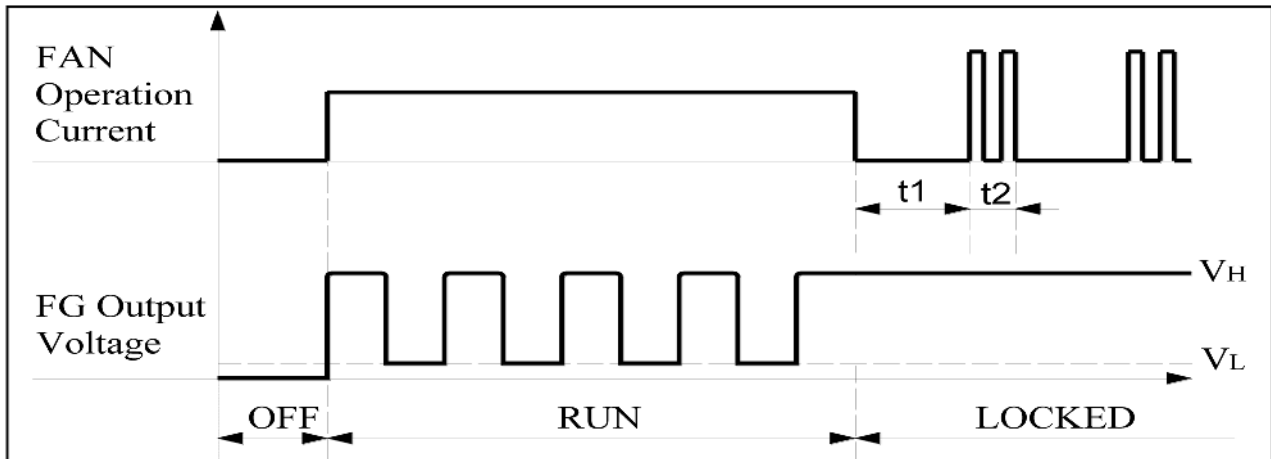 FAN
Operation
Current
t1
t2
FG Output
Voltage
VH
VL
OFF
RUN
LOCKED